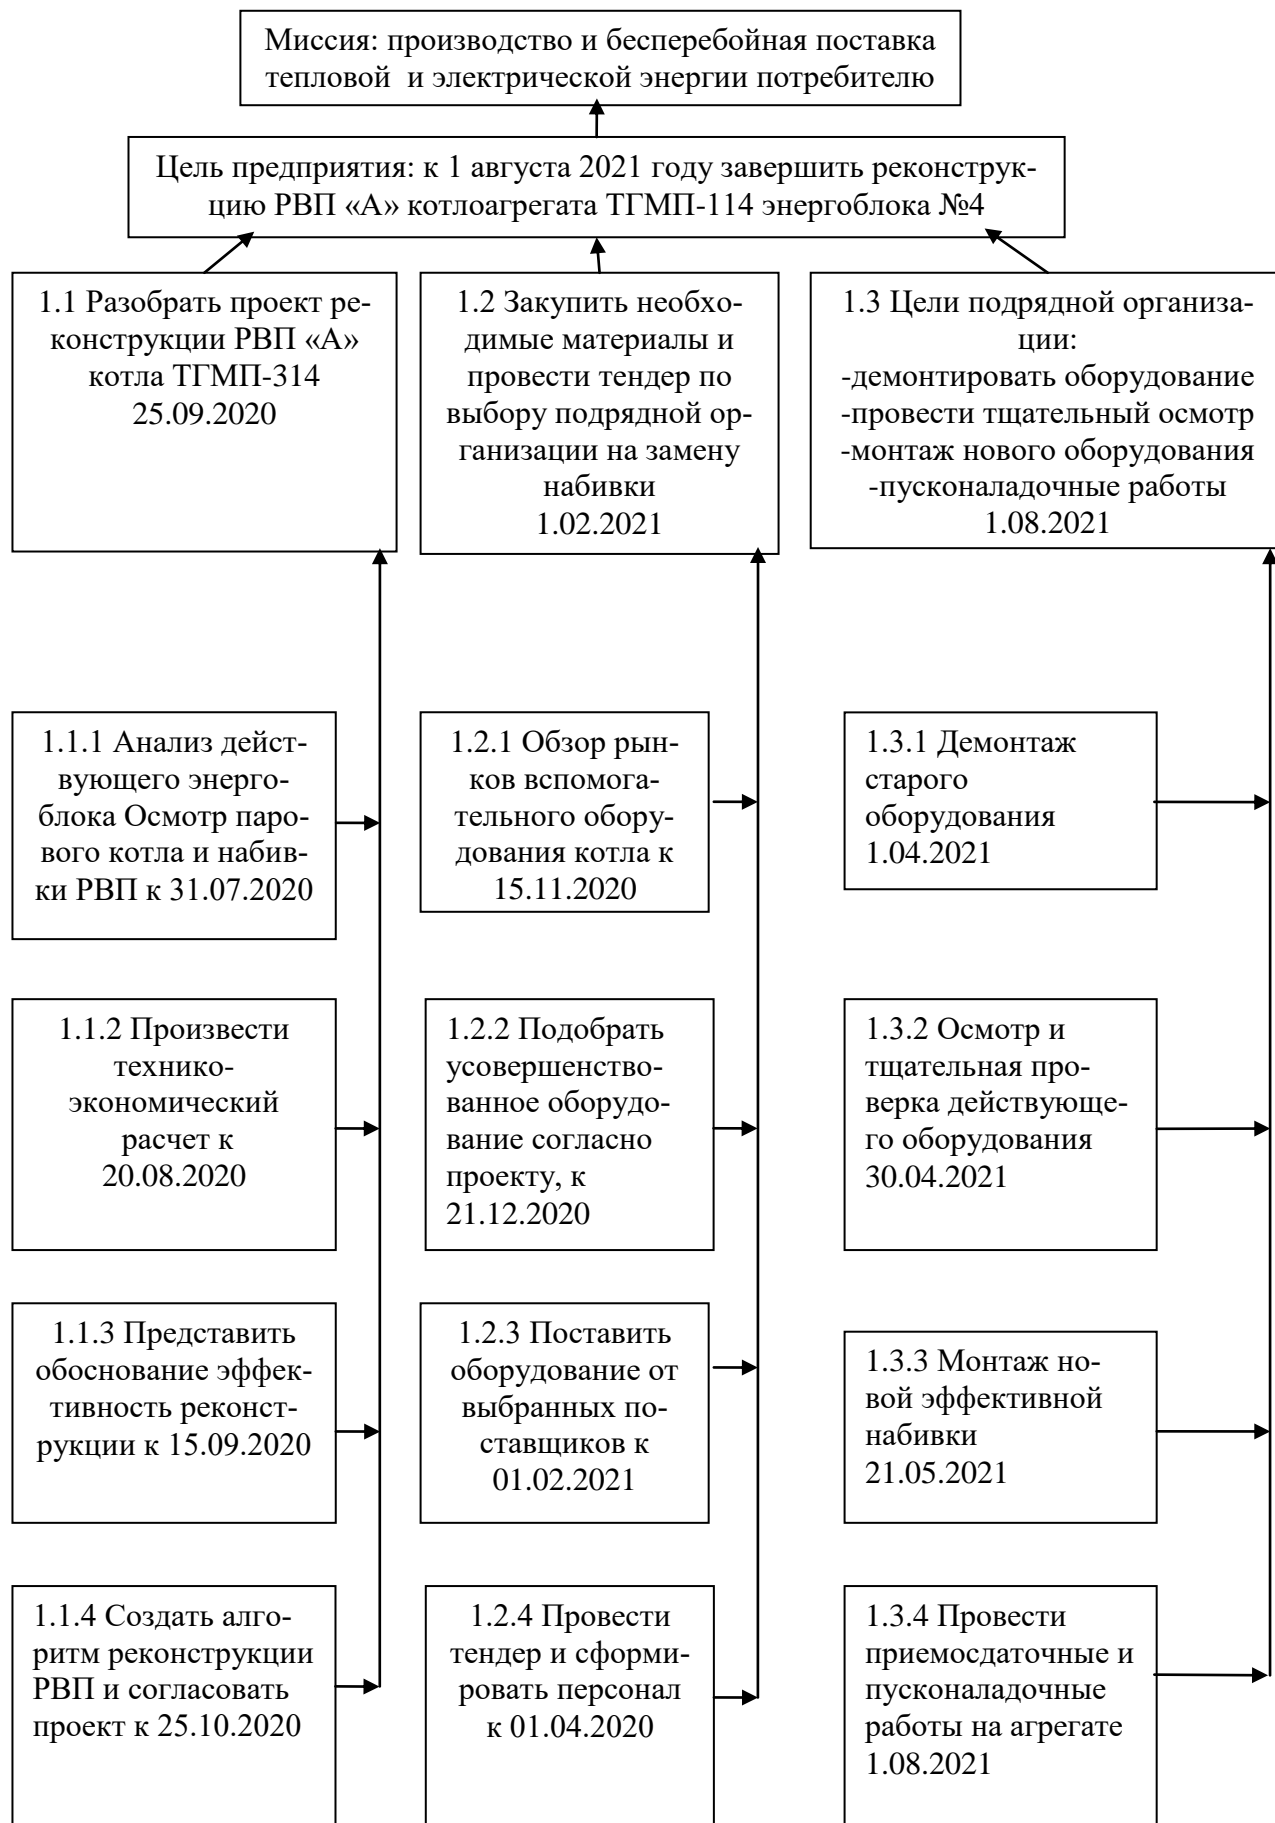 Миссия: производство и бесперебойная поставка
тепловой и электрической энергии потребителю
Цель предприятия: к 1 августа 2021 году завершить реконструк-
цию РВП «А» котлоагрегата ТГМП-114 энергоблока №4
1.1 Разобрать проект ре-
конструкции РВП «А»
котла ТГМП-314
25.09.2020
1.2 Закупить необхо-
димые материалы и
провести тендер по
выбору подрядной ор-
ганизации на замену
набивки
1.02.2021
1.3 Цели подрядной организа-
ции:
-демонтировать оборудование
-провести тщательный осмотр
-монтаж нового оборудования
-пусконаладочные работы
1.08.2021
1.1.1 Анализ дейст-
вующего энерго-
блока Осмотр паро-
вого котла и набив-
ки РВП к 31.07.2020
1.2.1 Обзор рын-
ков вспомога-
тельного обору-
дования котла к
15.11.2020
1.3.1 Демонтаж
старого
оборудования
1.04.2021
1.1.2 Произвести
технико-
экономический
расчет к
20.08.2020
1.2.2 Подобрать
усовершенство-
ванное оборудо-
вание согласно
проекту, к
21.12.2020
1.3.2 Осмотр и
тщательная про-
верка действующе-
го оборудования
30.04.2021
1.1.3 Представить
обоснование эффек-
тивность реконст-
рукции к 15.09.2020
1.2.3 Поставить
оборудование от
выбранных по-
ставщиков к
01.02.2021
1.3.3 Монтаж но-
вой эффективной
набивки
21.05.2021
1.1.4 Создать алго-
ритм реконструкции
РВП и согласовать
проект к 25.10.2020
1.2.4 Провести
тендер и сформи-
ровать персонал
к 01.04.2020
1.3.4 Провести
приемосдаточные и
пусконаладочные
работы на агрегате
1.08.2021